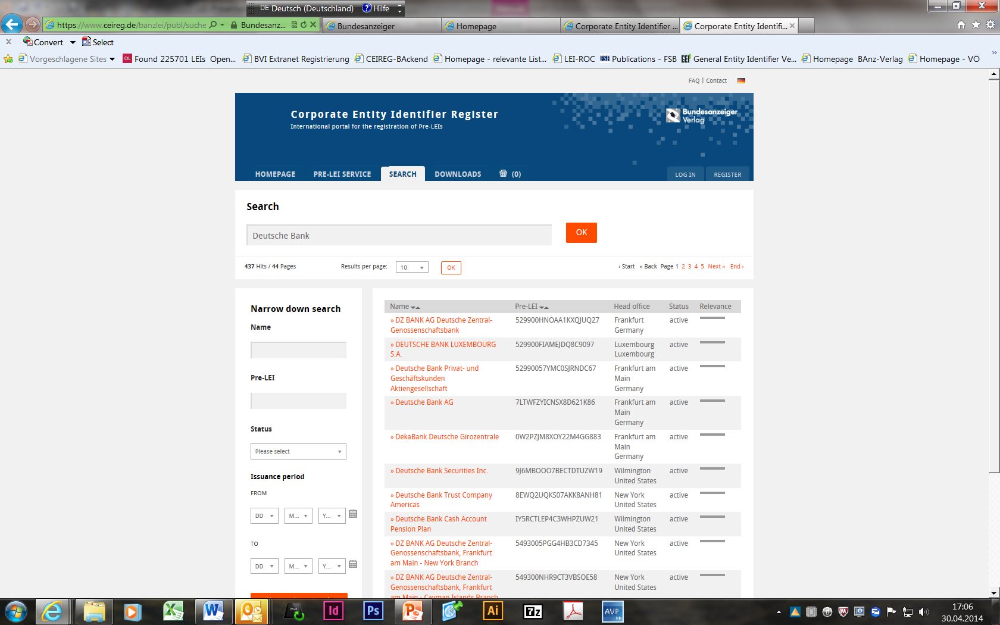 DE Deutsch (Deutschland) Hilfe
https://www.ceireg.de/banzlei/publ/suche Bundesanz... Bundesanzeiger Homepage Corporate Entity Identifier ... Corporate Entity Identifi...
Convert Select
Vorgeschlagene Sites OL Found 225701 LEIs Open... BVI Extranet Registrierung CEIREG-BAckend Homepage - relevante List... LEI-ROC Publications - FSB GEI General Entity Identifier Ve... Homepage BAnz-Verlag Homepage - VÖ
FAQ | Contact
Corporate Entity Identifier Register
International portal for the registration of Pre-LEIs
Bundesanzeiger
Verlag
HOMEPAGE PRE-LEI SERVICE SEARCH DOWNLOADS (0) LOG IN REGISTER
Search
Deutsche Bank OK
437 Hits / 44 Pages Results per page: 10 OK ‹ Start « Back Page 1 2 3 4 5 Next » End ›
Narrow down search
Name
Pre-LEI
Status
Please select
Issuance period
FROM
DD M... Y...
TO
DD M... Y...
Name Pre-LEI Head office Status Relevance
» DZ BANK AG Deutsche Zentral- 529900HNOAA1KXQJUQ27 Frankfurt active
Genossenschaftsbank Germany
» DEUTSCHE BANK LUXEMBOURG 529900FIAMEJDQ8C9097 Luxembourg active
S.A. Luxembourg
» Deutsche Bank Privat- und 52990057YMC0SJRNDC67 Frankfurt am active
Geschäftskunden Main
Aktiengesellschaft Germany
» Deutsche Bank AG 7LTWFZYICNSX8D621K86 Frankfurt am active
Main
Germany
» DekaBank Deutsche Girozentrale 0W2PZJM8XOY22M4GG883 Frankfurt am active
Main
Germany
» Deutsche Bank Securities Inc. 9J6MBOOO7BECTDTUZW19 Wilmington active
United States
» Deutsche Bank Trust Company 8EWQ2UQKS07AKK8ANH81 New York active
Americas United States
» Deutsche Bank Cash Account IY5RCTLEP4C3WHPZUW21 Wilmington active
Pension Plan United States
» DZ BANK AG Deutsche Zentral- 5493005PGG4HB3CD7345 New York active
Genossenschaftsbank, Frankfurt United States
am Main - New York Branch
» DZ BANK AG Deutsche Zentral- 549300NHR9CT3VBSOE58 New York active
Genossenschaftsbank, Frankfurt United States
am Main - Cayman Islands Branch
Id Ps Ai 7z AVP
17:06
30.04.2014